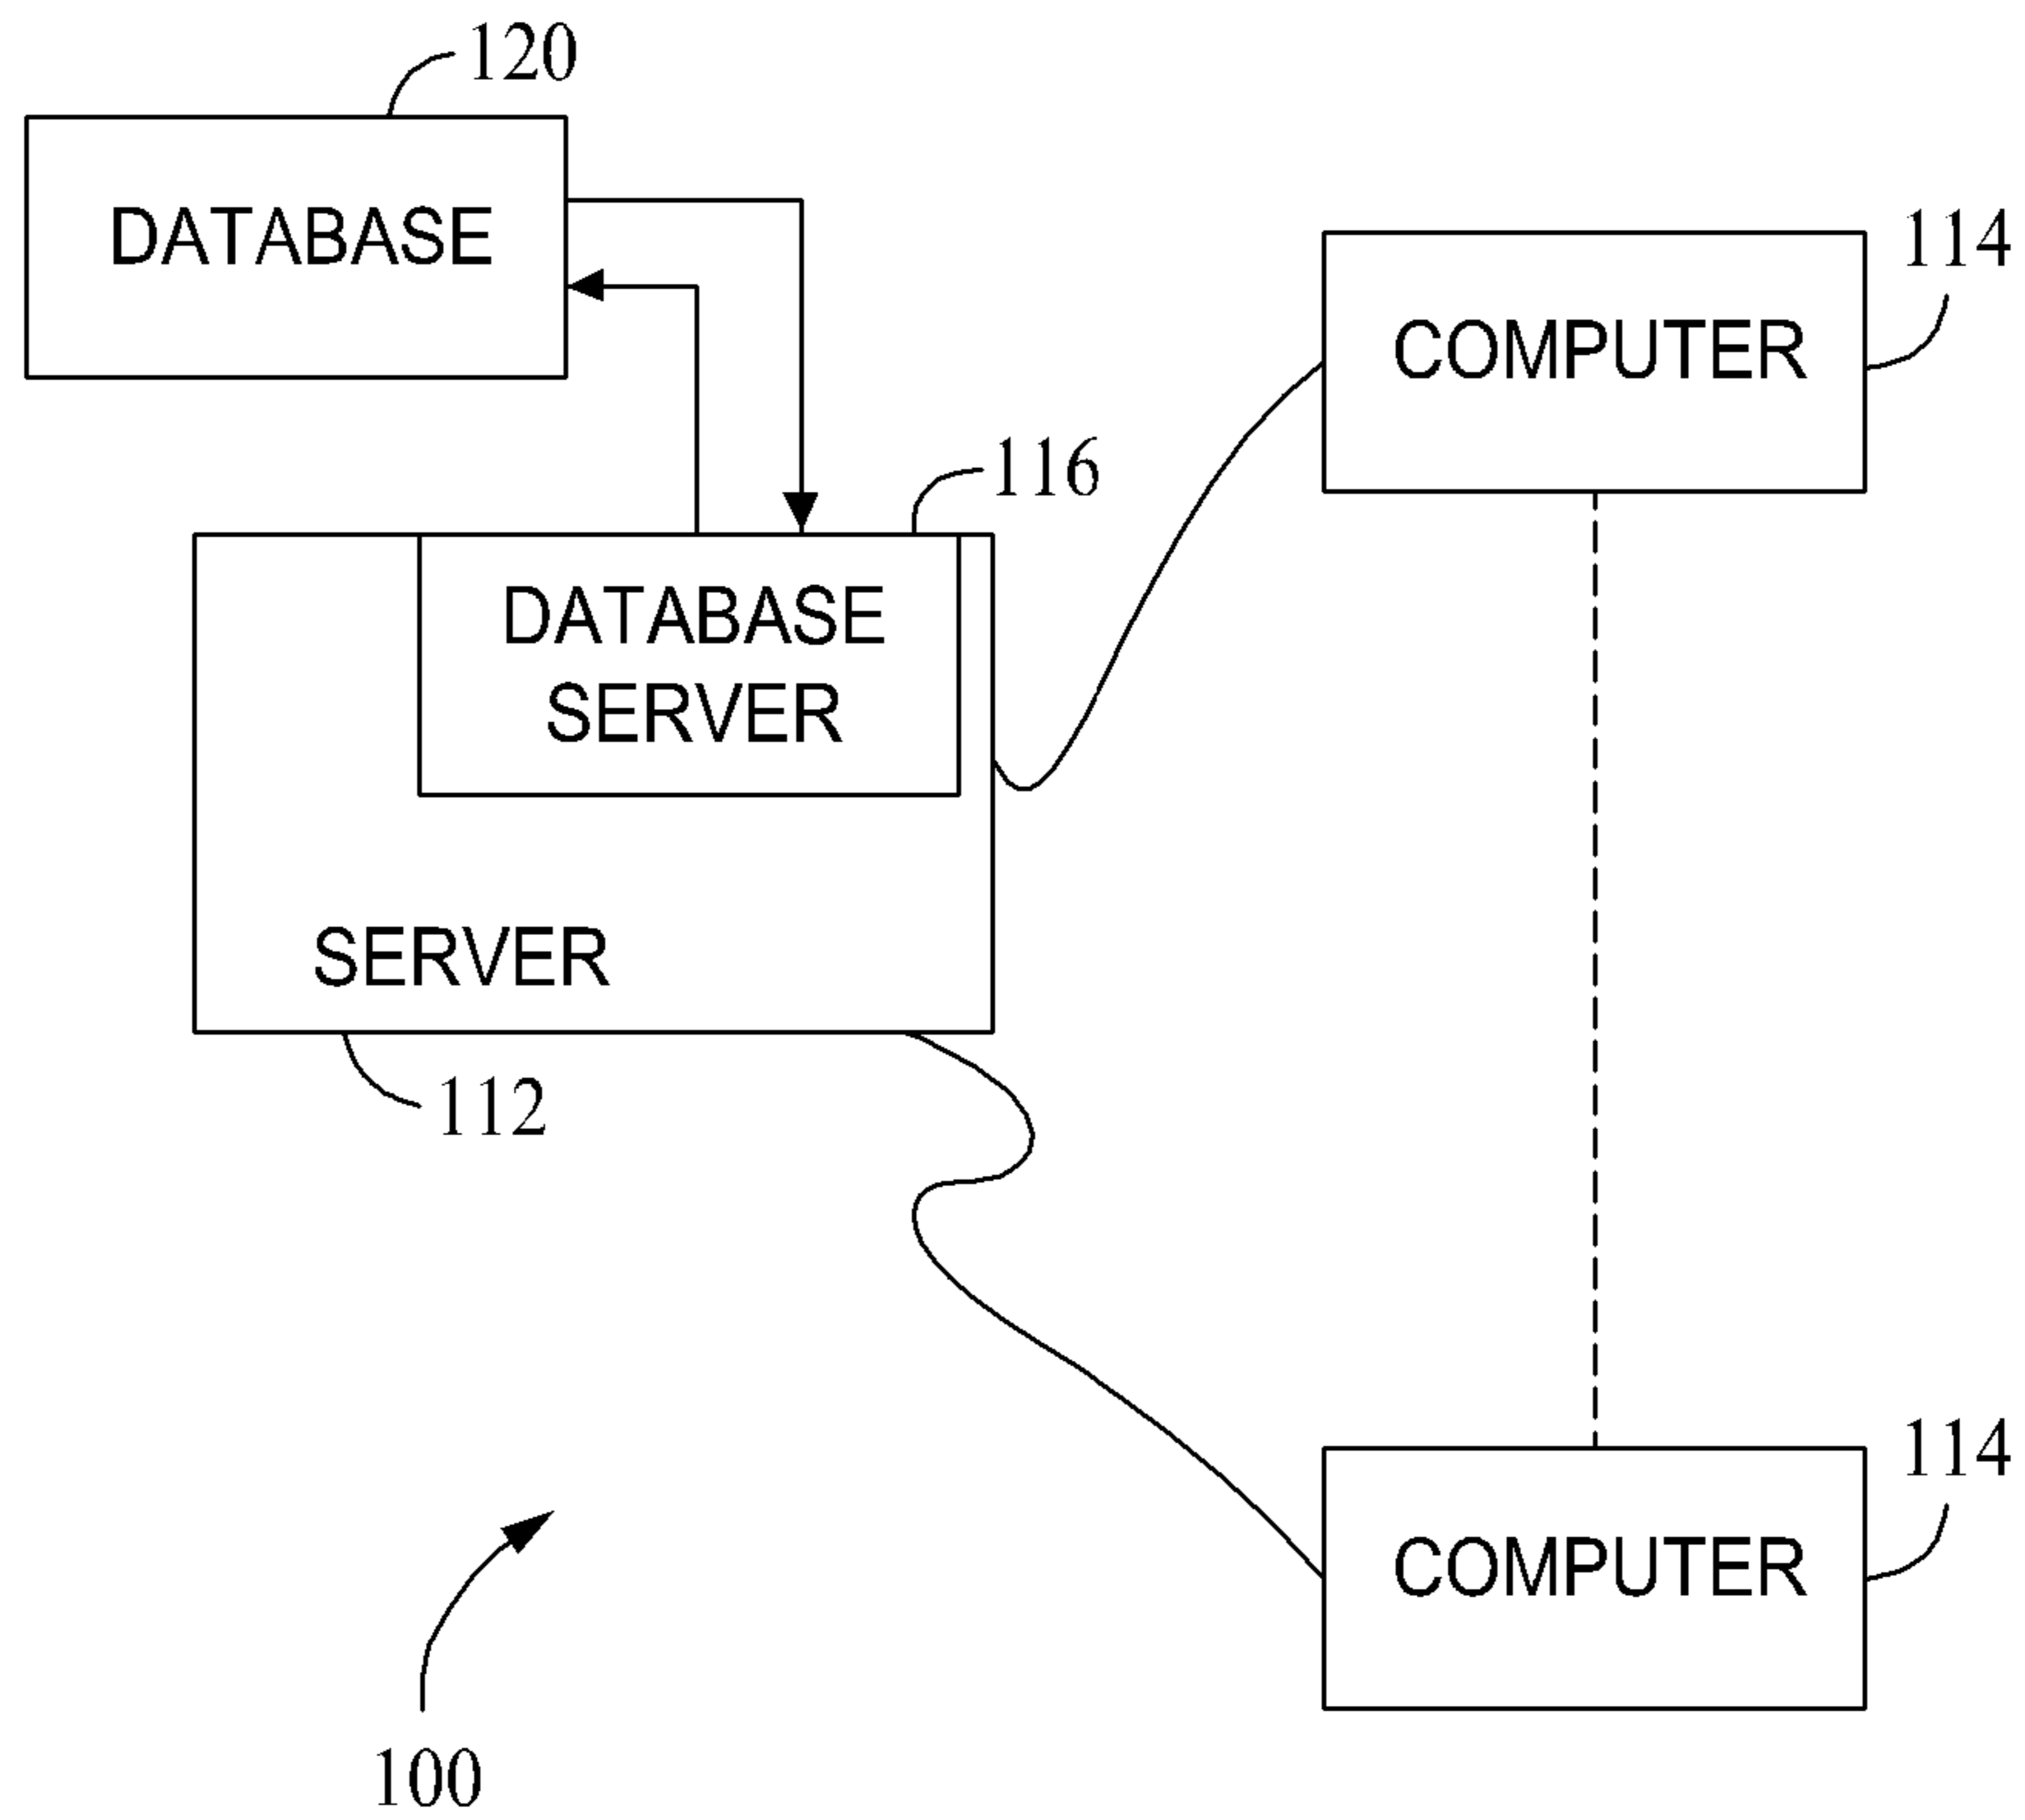 120
DATABASE
114
COMPUTER
116
DATABASE
SERVER
SERVER
112
114
COMPUTER
100